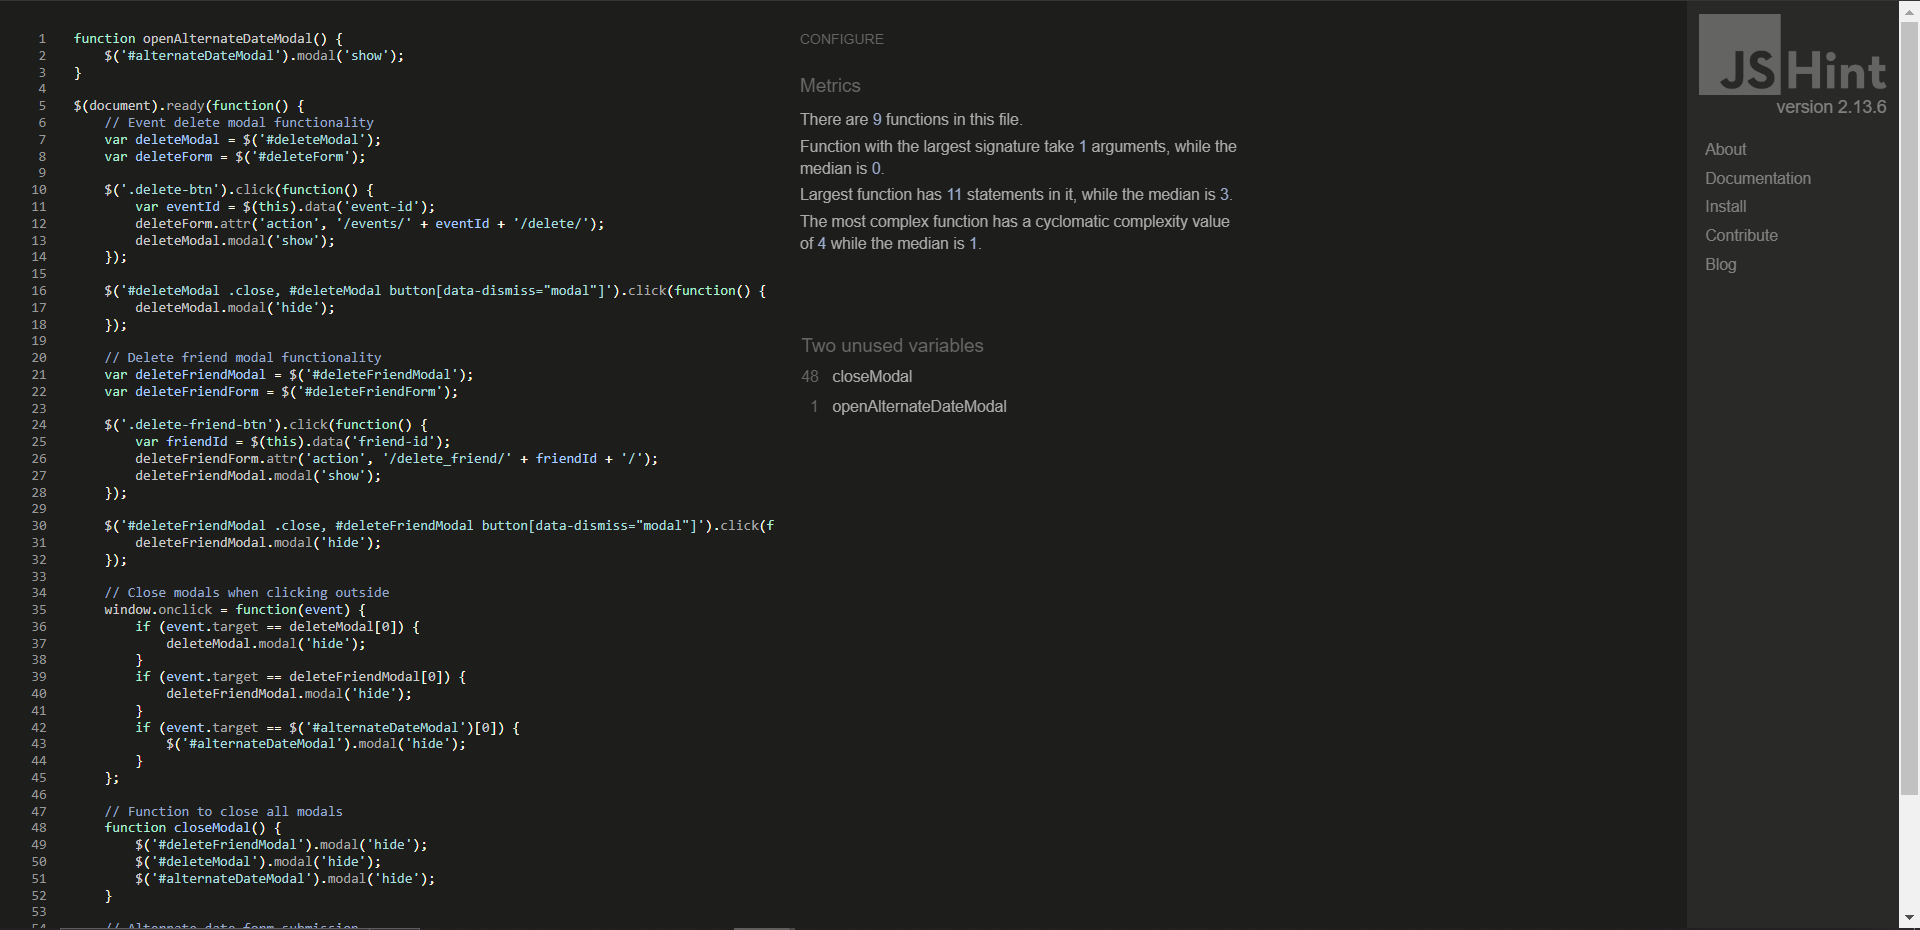 1 function openAlternateDateModal() {
2 $('#alternateDateModal').modal('show');
3 }
4
5 $(document).ready(function() {
6 // Event delete modal functionality
7 var deleteModal = $('#deleteModal');
8 var deleteForm = $('#deleteForm');
9
10 $('.delete-btn').click(function() {
11 var eventId = $(this).data('event-id');
12 deleteForm.attr('action', '/events/' + eventId + '/delete/');
13 deleteModal.modal('show');
14 });
15
16 $('#deleteModal .close, #deleteModal button[data-dismiss="modal"]').click(function() {
17 deleteModal.modal('hide');
18 });
19
20 // Delete friend modal functionality
21 var deleteFriendModal = $('#deleteFriendModal');
22 var deleteFriendForm = $('#deleteFriendForm');
23
24 $('.delete-friend-btn').click(function() {
25 var friendId = $(this).data('friend-id');
26 deleteFriendForm.attr('action', '/delete_friend/' + friendId + '/');
27 deleteFriendModal.modal('show');
28 });
29
30 $('#deleteFriendModal .close, #deleteFriendModal button[data-dismiss="modal"]').click(f
31 deleteFriendModal.modal('hide');
32 });
33
34 // Close modals when clicking outside
35 window.onclick = function(event) {
36 if (event.target == deleteModal[0]) {
37 deleteModal.modal('hide');
38 }
39 if (event.target == deleteFriendModal[0]) {
40 deleteFriendModal.modal('hide');
41 }
42 if (event.target == $('#alternateDateModal')[0]) {
43 $('#alternateDateModal').modal('hide');
44 }
45 };
46
47 // Function to close all modals
48 function closeModal() {
49 $('#deleteFriendModal').modal('hide');
50 $('#deleteModal').modal('hide');
51 $('#alternateDateModal').modal('hide');
52 }
53
54 // Alternate date form submission
CONFIGURE
Metrics
There are 9 functions in this file.
Function with the largest signature take 1 arguments, while the
median is 0.
Largest function has 11 statements in it, while the median is 3.
The most complex function has a cyclomatic complexity value
of 4 while the median is 1.
Two unused variables
48 closeModal
1 openAlternateDateModal
JSHint
version 2.13.6
About
Documentation
Install
Contribute
Blog